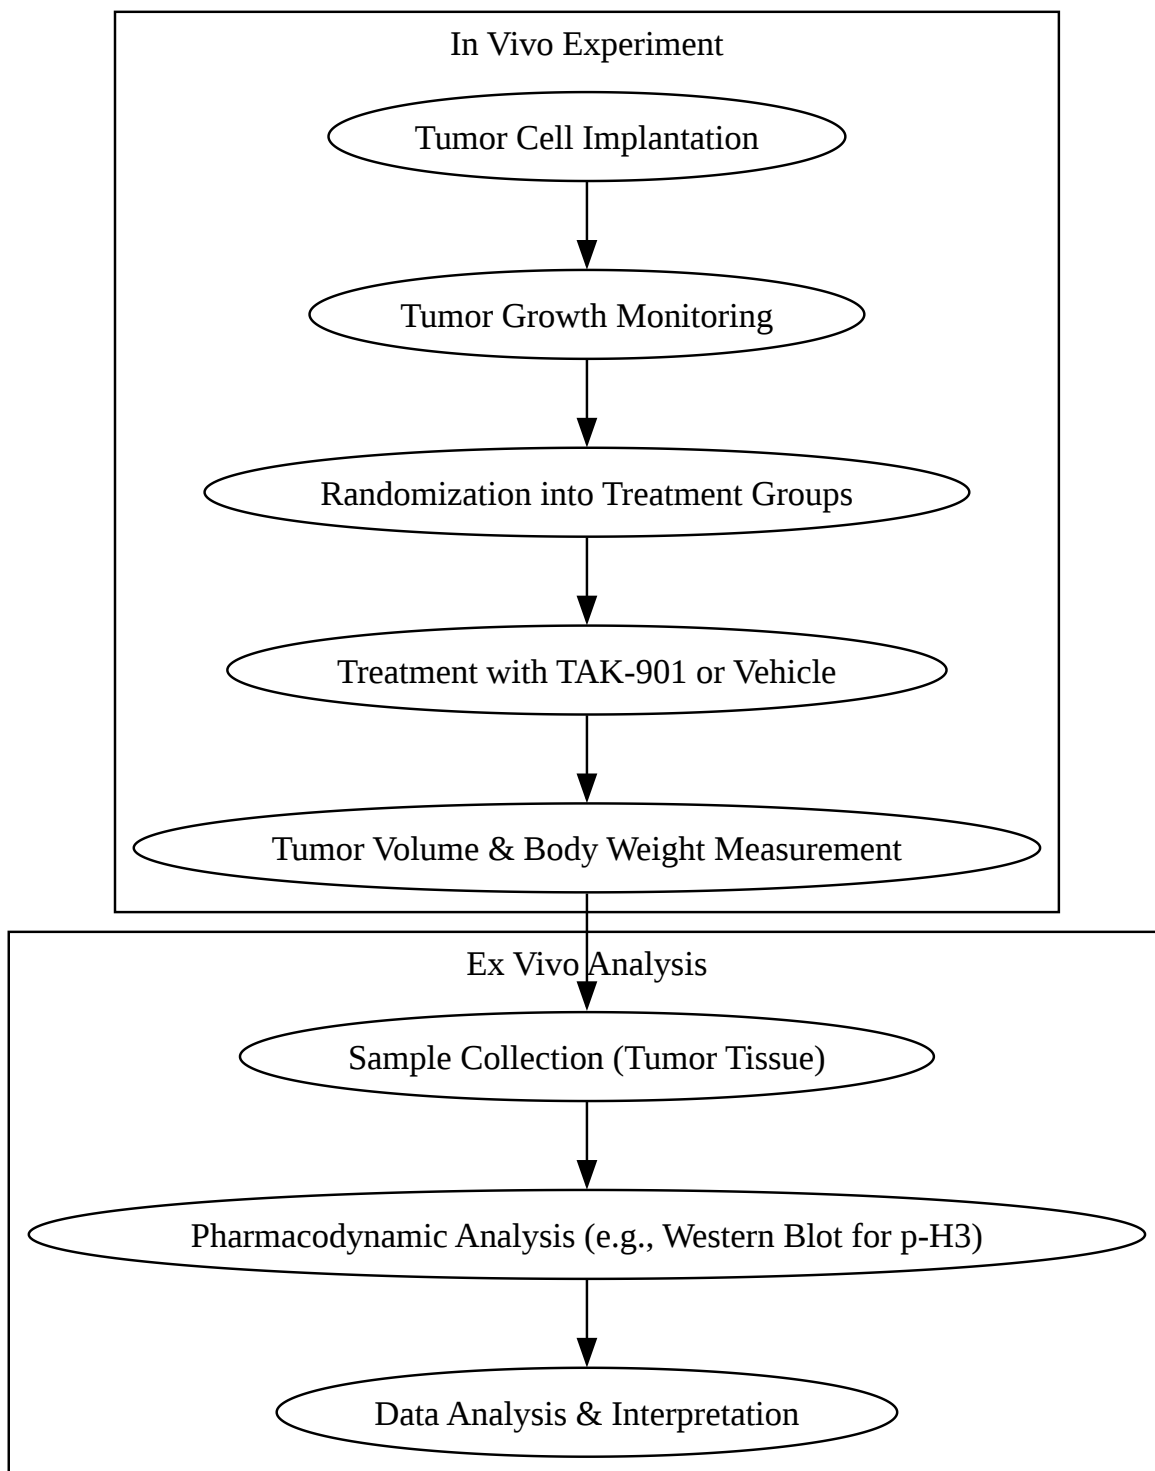 In Vivo Experiment
Tumor Cell Implantation
Tumor Growth Monitoring
Randomization into Treatment Groups
Treatment with TAK-901 or Vehicle
Tumor Volume & Body Weight Measurement
Ex Vivo Analysis
Sample Collection (Tumor Tissue)
Pharmacodynamic Analysis (e.g., Western Blot for p-H3)
Data Analysis & Interpretation